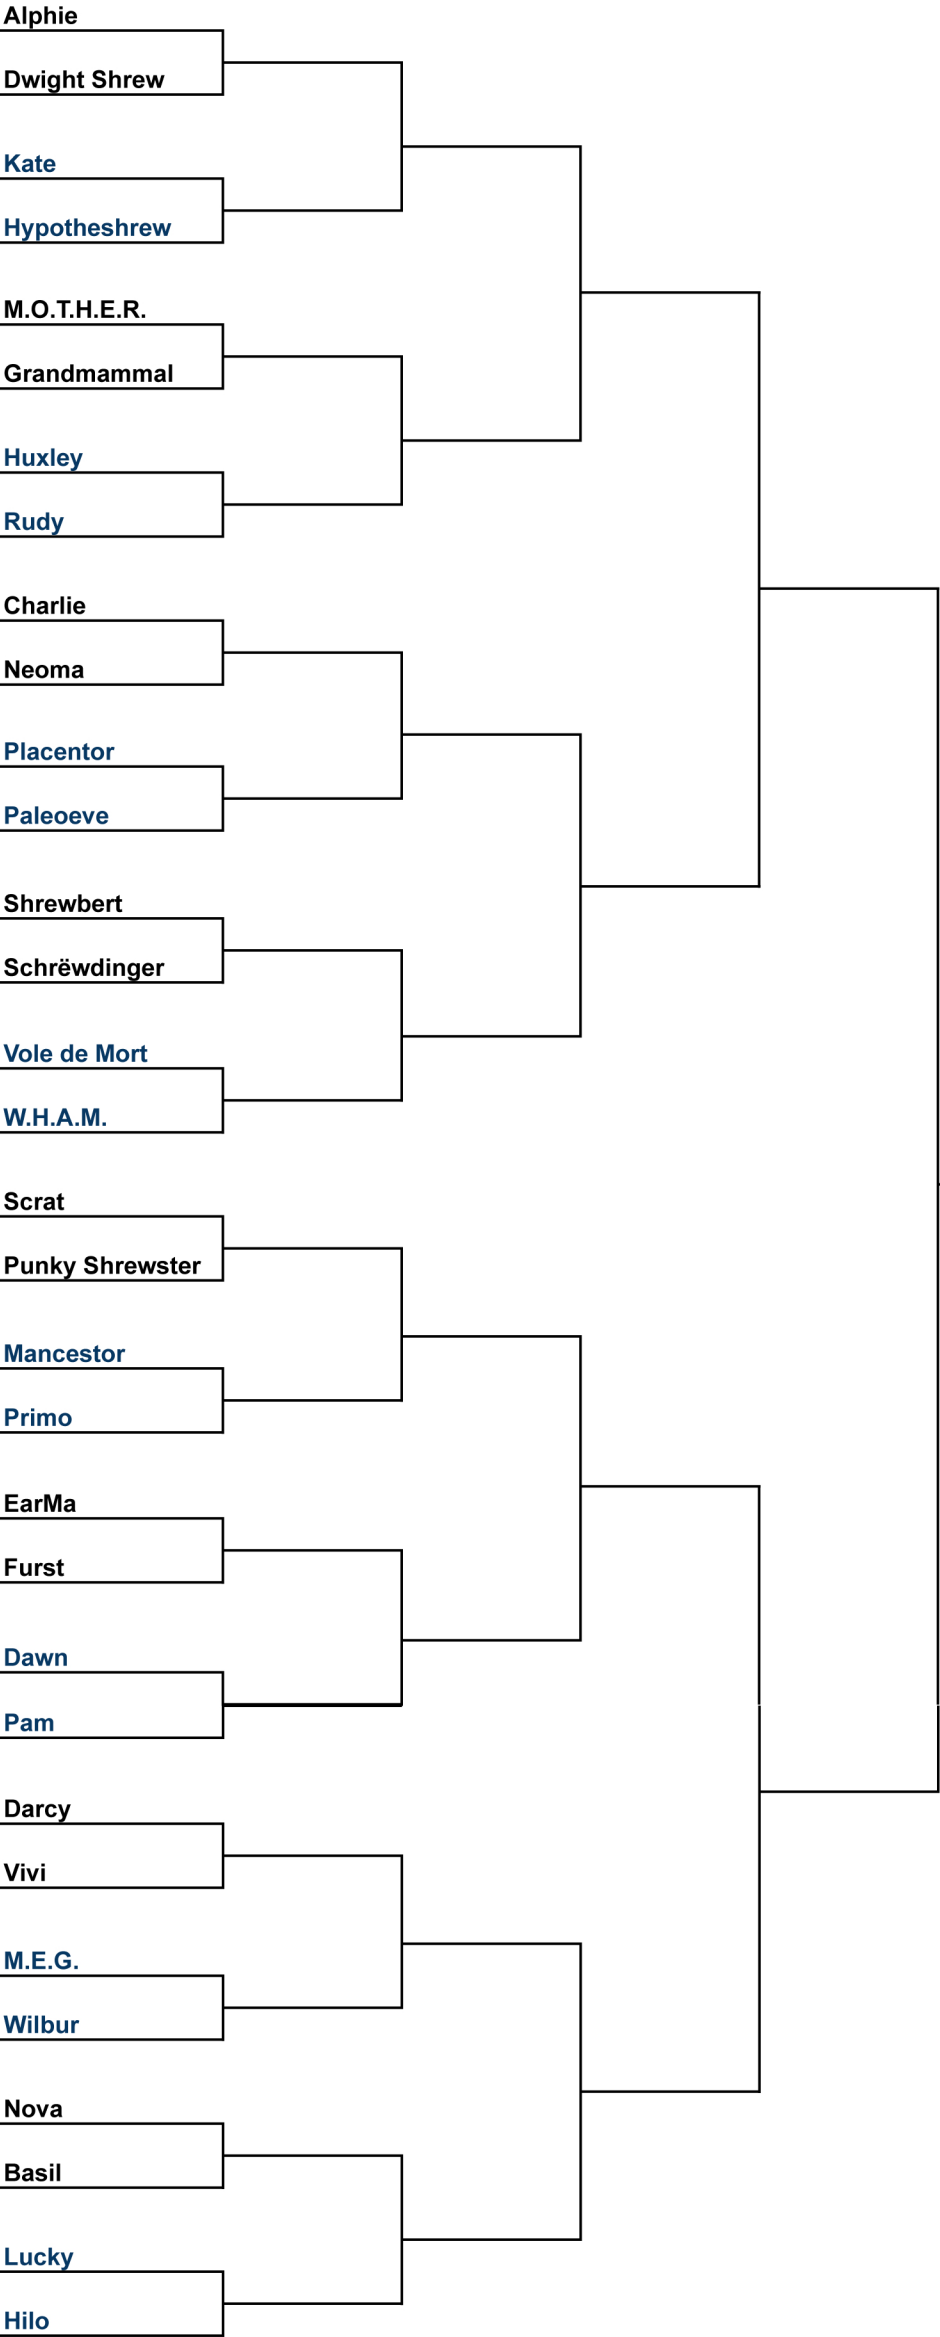 Alphie
Dwight Shrew
Kate
Hypotheshrew
M.O.T.H.E.R.
Grandmammal
Huxley
Rudy
Charlie
Neoma
Placentor
Paleoeve
Shrewbert
Schrëwdinger
Vole de Mort
W.H.A.M.
Scrat
Punky Shrewster
Mancestor
Primo
EarMa
Furst
Dawn
Pam
Darcy
Vivi
M.E.G.
Wilbur
Nova
Basil
Lucky
Hilo